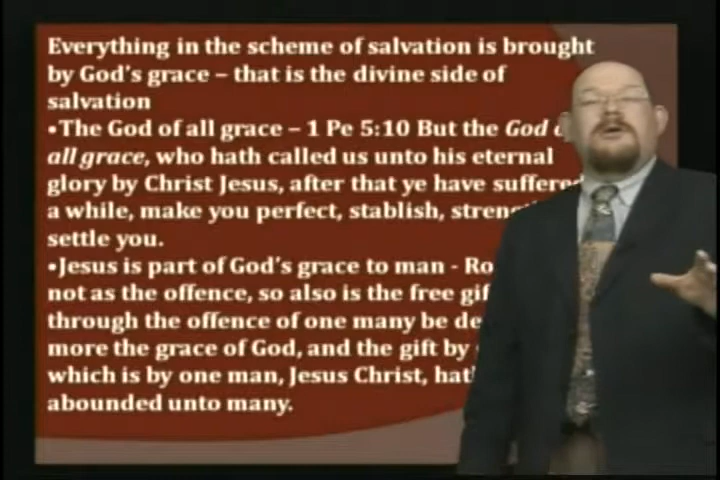 Everything in the scheme of salvation is brought
by God's grace – that is the divine side of
salvation
•The God of all grace – 1 Pe 5:10 But the God
all grace, who hath called us unto his eternal
glory by Christ Jesus, after that ye have suffered
a while, make you perfect, stablish,
settle you.
•Jesus is part of God's grace to man -
not as the offence, so also is the free
through the offence of one many be
more the grace of God, and the gift by
which is by one man, Jesus Christ,
abounded unto many.